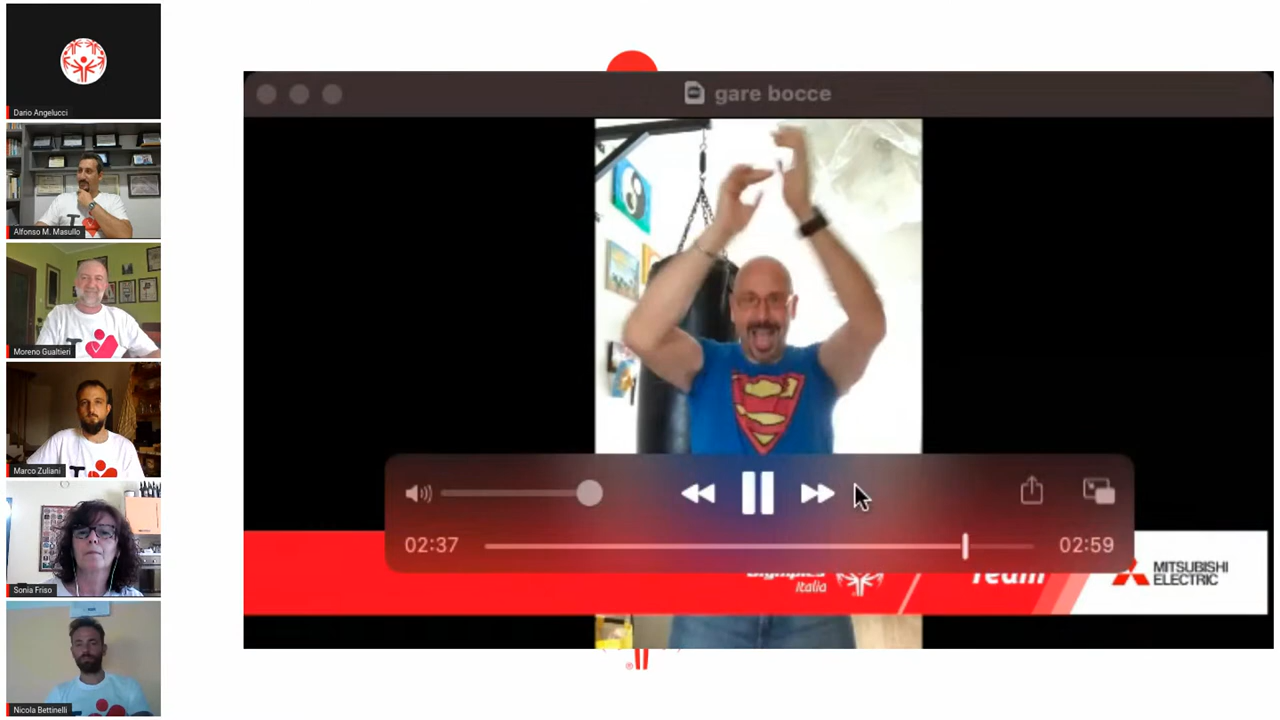 Dario Angelucci
Alfonso M. Masullo
Moreno Gualtieri
Marco Zuliani
Sonia Friso
Nicola Bettinelli
gare bocce
02:37
02:59
Olympics
Italia
Team
MITSUBISHI
ELECTRIC